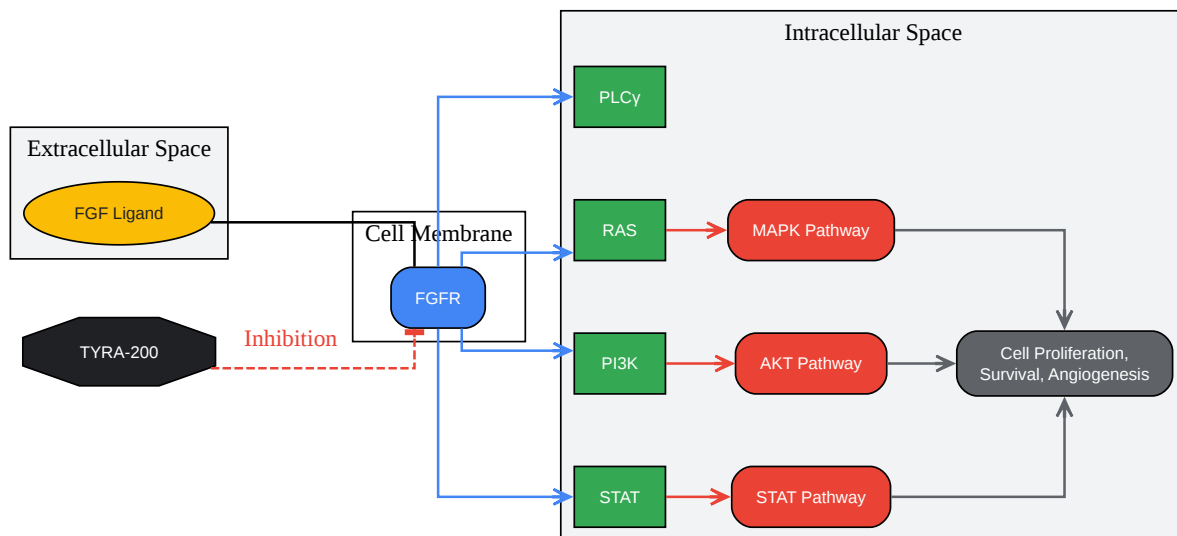 Intracellular Space
PLCγ
Extracellular Space
FGF Ligand
Cell Membrane
FGFR
RAS
MAPK Pathway
TYRA-200
Inhibition
PI3K
AKT Pathway
Cell Proliferation,
Survival, Angiogenesis
STAT
STAT Pathway